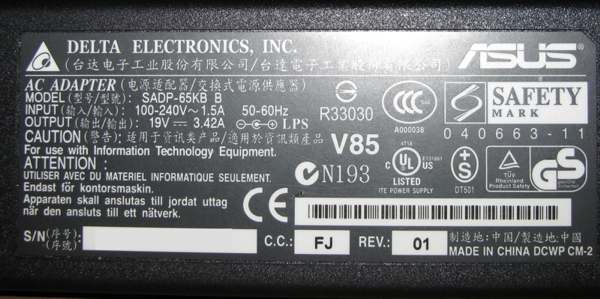 DELTA ELECTRONICS, INC.
(台达电子工业股份有限公司/台達電子工業股份有限公司)
ASUS
AC ADAPTER (电源适配器/交換式電源供應器)
MODEL(型号/型號): SADP-65KB B
INPUT(输入/輸入): 100-240V~1.5A 50-60Hz
OUTPUT(输出/輸出): 19V 3.42A LPS
CAUTION(警告): 适用于资讯类产品/適用於資訊類產品
For use with Information Technology Equipment.
ATTENTION :
UTILISER AVEC DU MATERIEL INFORMATIQUE SEULEMENT.
Endast för kontorsmaskin.
Apparaten skall anslutas till jordat uttag
när den ansluts till ett nätverk.
R33030
V85
N193
CCC
A000038
S
SAFETY
MARK
040663-11
c UL US
LISTED
ITE POWER SUPPLY
E131881
+S
DT501
TÜV
Rheinland
Product Safety
GS
CE
S/N(序号/序號):
C.C.: FJ
REV.: 01
制造地:中国/製造地:中國
MADE IN CHINA DCWP CM-2